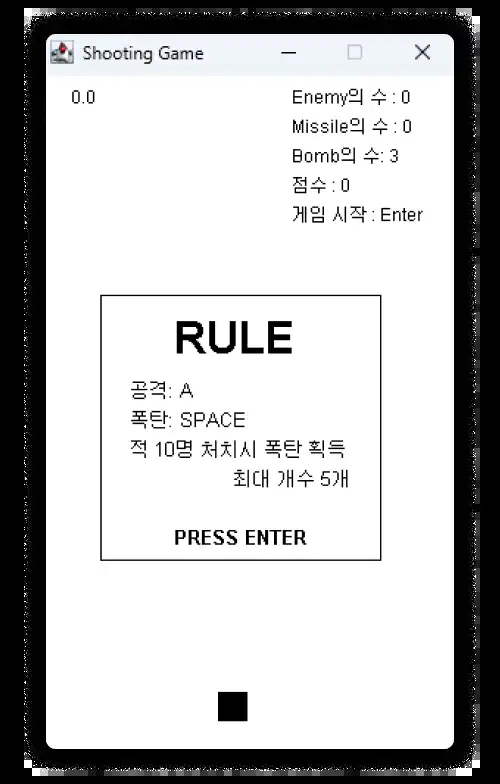 Shooting Game
0.0
Enemy의 수 : 0
Missile의 수 : 0
Bomb의 수: 3
점수 : 0
게임 시작 : Enter
RULE
공격: A
폭탄: SPACE
적 10명 처치시 폭탄 획득
최대 개수 5개
PRESS ENTER